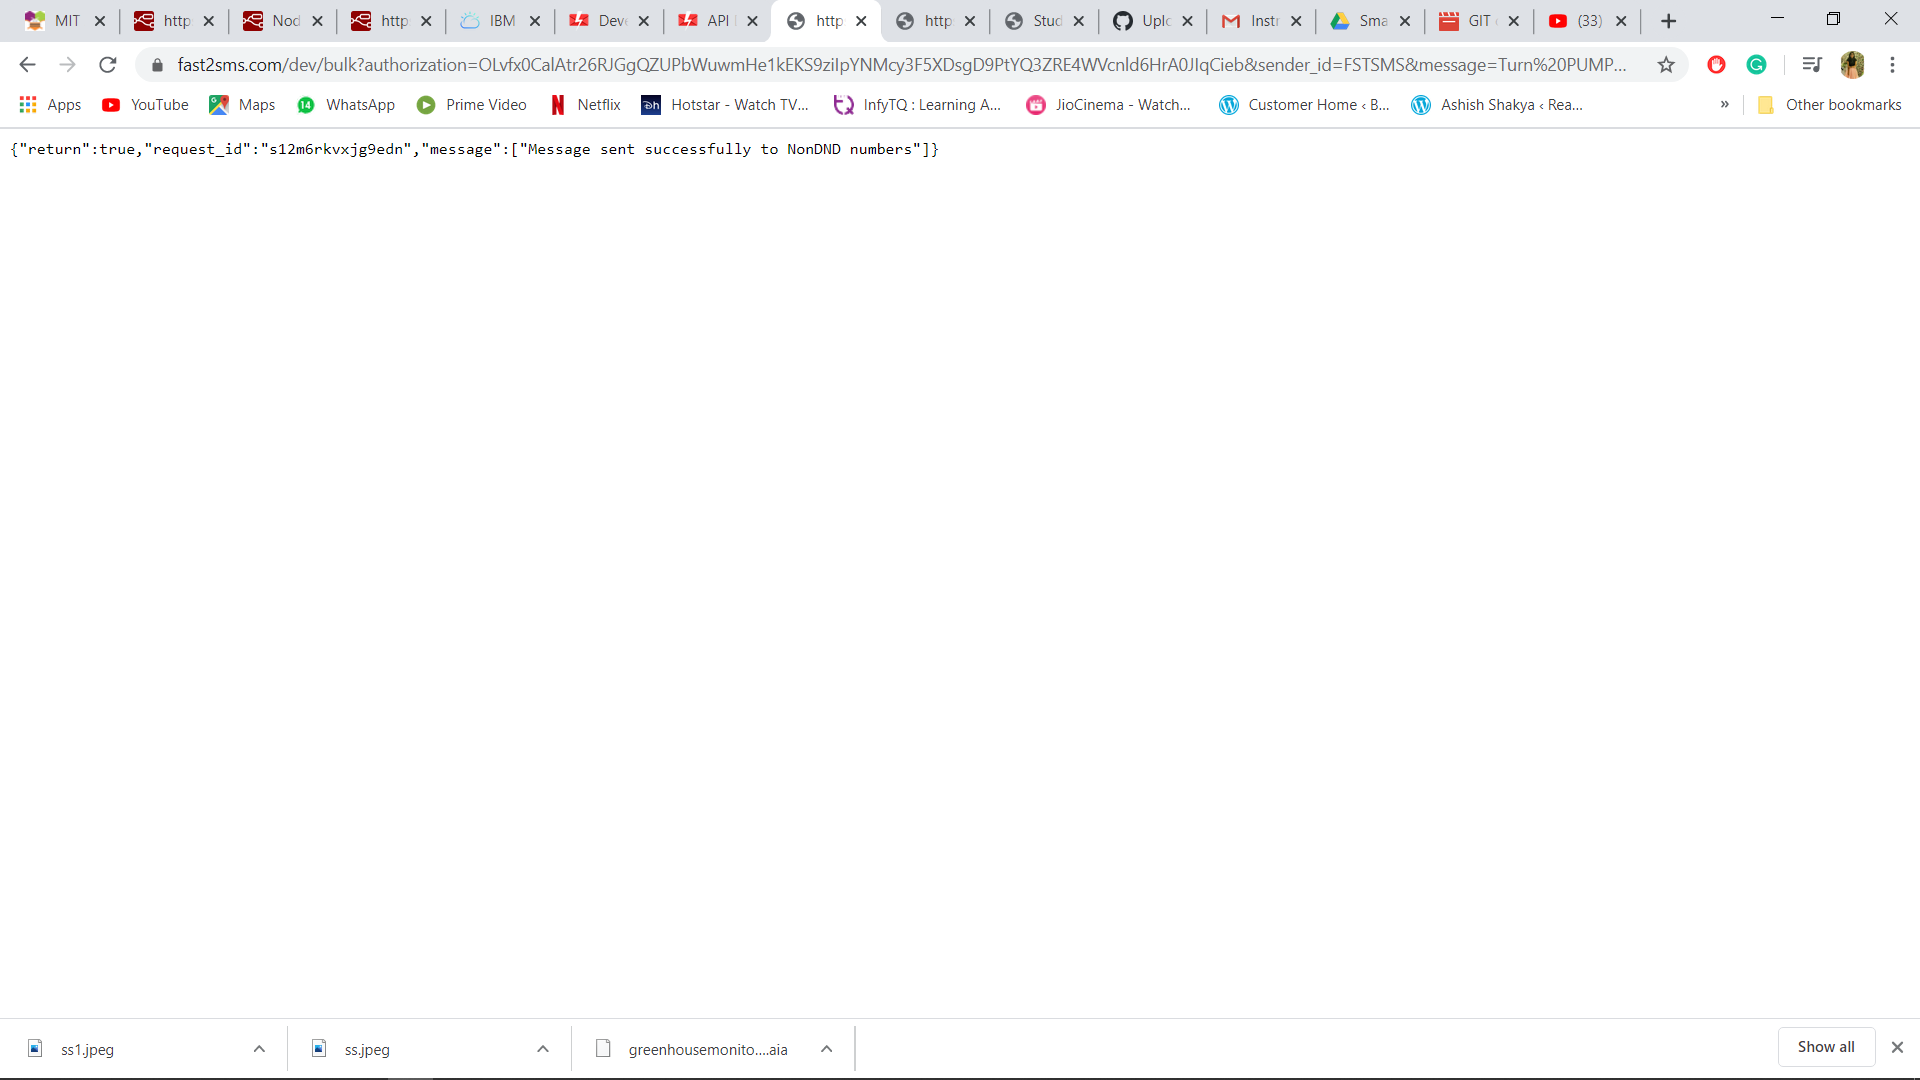 MIT http Nod http IBM Deve API http http Stud Uplo Instr Sma GIT (33)
fast2sms.com/dev/bulk?authorization=OLvfx0CalAtr26RJGgQZUPbWuwmHe1kEKS9ziIpYNMcy3F5XDsgD9PtYQ3ZRE4WVcnld6HrA0JIqCieb&sender_id=FSTSMS&message=Turn%20PUMP...
Apps YouTube Maps 14 WhatsApp Prime Video Netflix Hotstar - Watch TV... InfyTQ : Learning A... JioCinema - Watch... Customer Home ‹ B... Ashish Shakya ‹ Rea... » Other bookmarks
{"return":true,"request_id":"s12m6rkvxjg9edn","message":["Message sent successfully to NonDND numbers"]}
ss1.jpeg ss.jpeg greenhousemonito....aia Show all